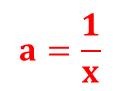 a = 1/x